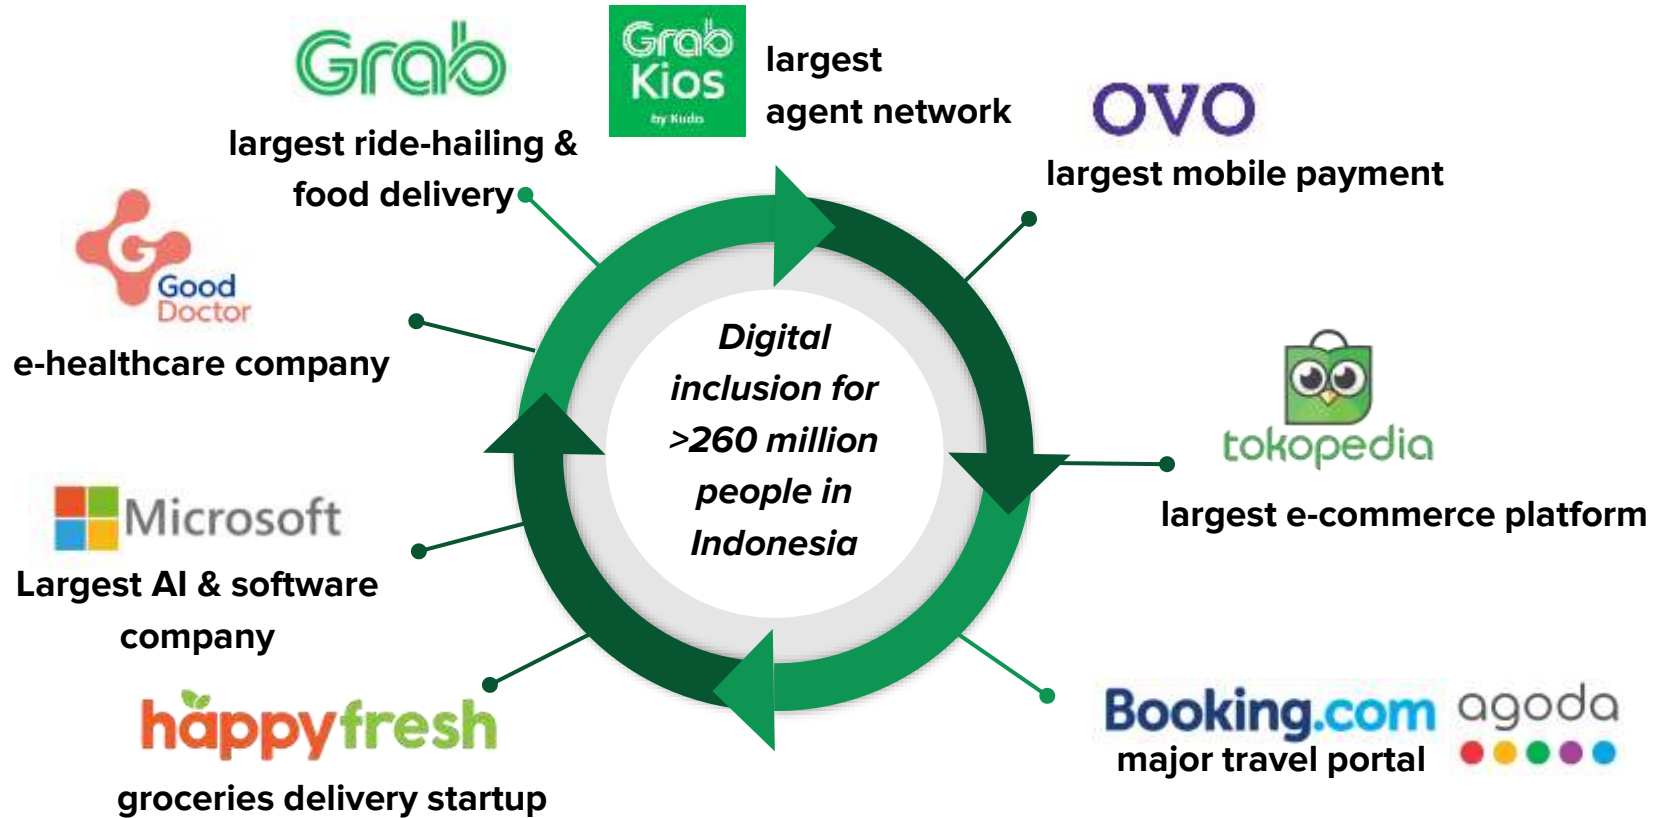 Grab
largest ride-hailing &
food delivery
Grab
Kios
by Kudo
largest
agent network
OVO
largest mobile payment
tokopedia
largest e-commerce platform
Booking.com
major travel portal
agoda
happyfresh
groceries delivery startup
Microsoft
Largest AI & software
company
Good
Doctor
e-healthcare company
Digital
inclusion for
>260 million
people in
Indonesia